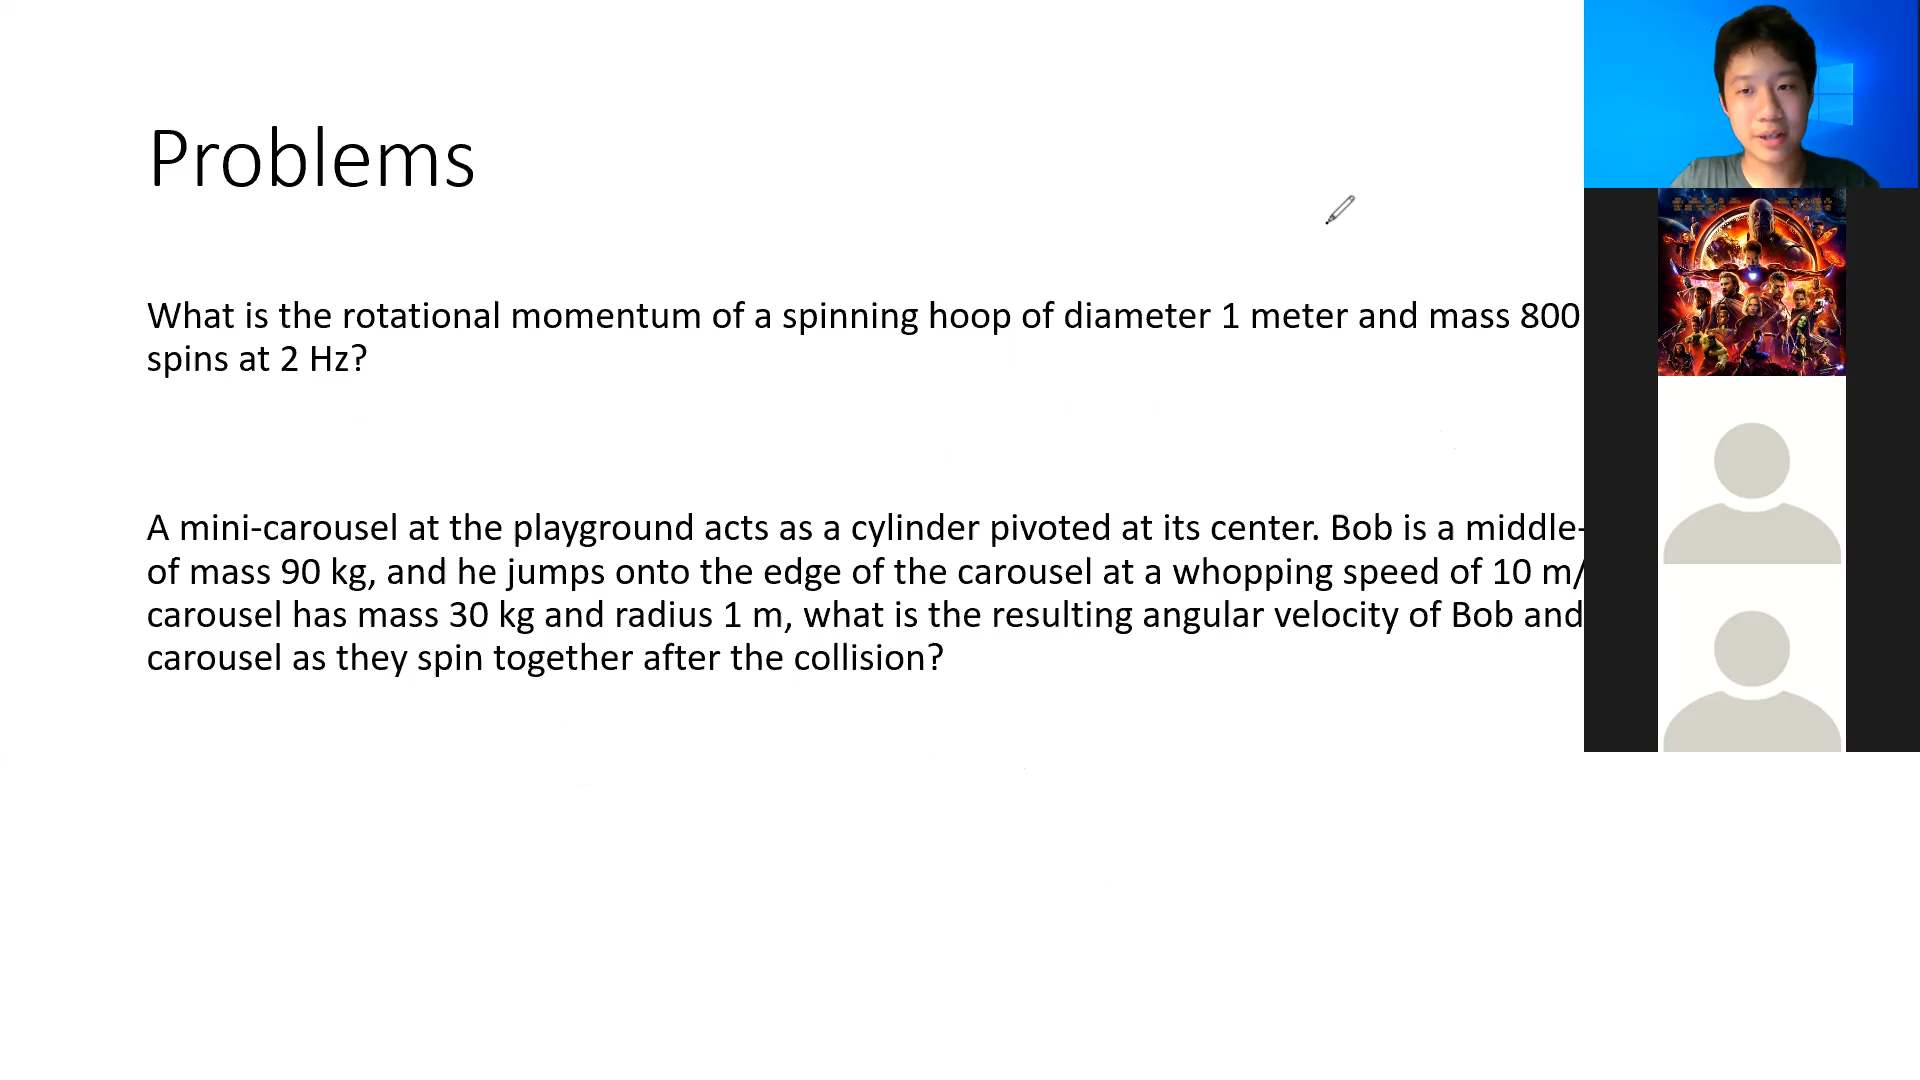 Problems
What is the rotational momentum of a spinning hoop of diameter 1 meter and mass 800
spins at 2 Hz?
A mini-carousel at the playground acts as a cylinder pivoted at its center. Bob is a middle-
of mass 90 kg, and he jumps onto the edge of the carousel at a whopping speed of 10 m/
carousel has mass 30 kg and radius 1 m, what is the resulting angular velocity of Bob and
carousel as they spin together after the collision?